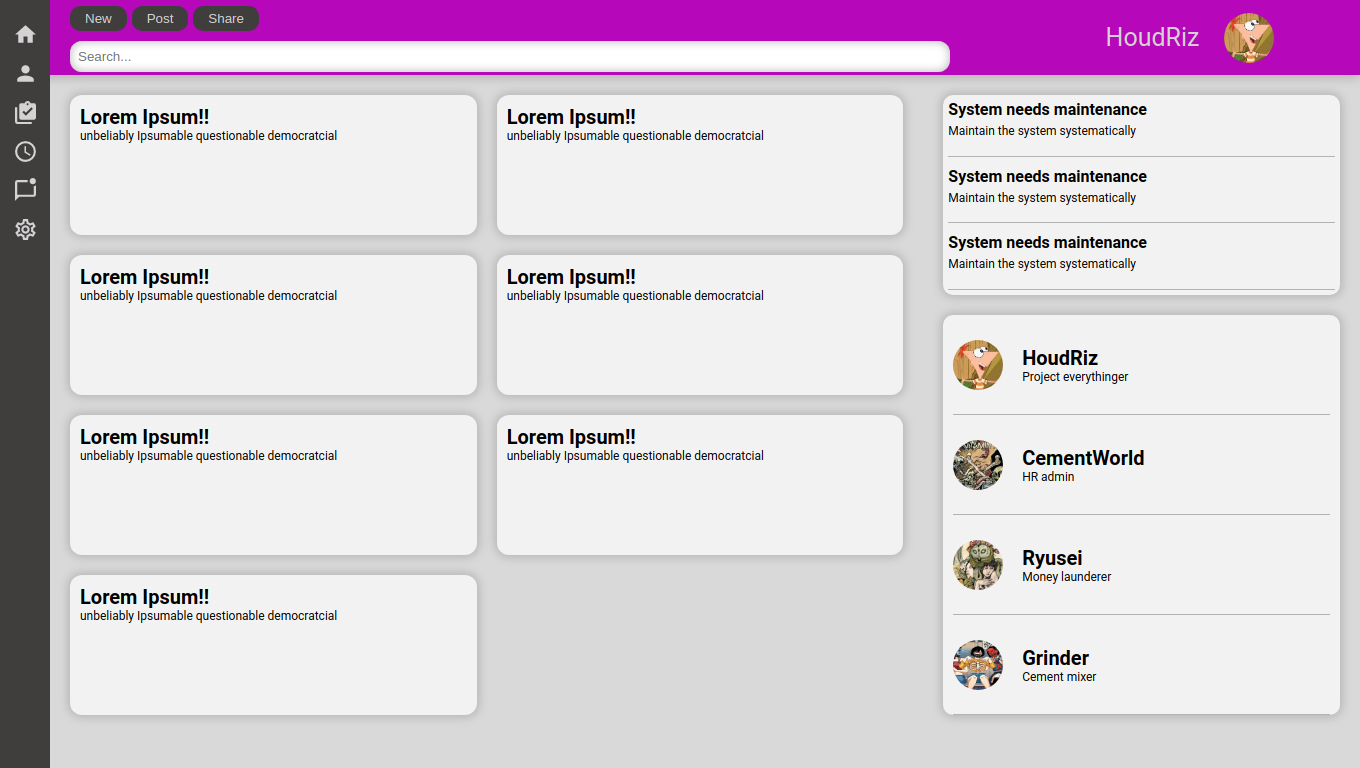 New
Post
Share
HoudRiz
Search...
Lorem Ipsum!!
unbeliably Ipsumable questionable democratcial
Lorem Ipsum!!
unbeliably Ipsumable questionable democratcial
Lorem Ipsum!!
unbeliably Ipsumable questionable democratcial
Lorem Ipsum!!
unbeliably Ipsumable questionable democratcial
Lorem Ipsum!!
unbeliably Ipsumable questionable democratcial
Lorem Ipsum!!
unbeliably Ipsumable questionable democratcial
Lorem Ipsum!!
unbeliably Ipsumable questionable democratcial
System needs maintenance
Maintain the system systematically
System needs maintenance
Maintain the system systematically
System needs maintenance
Maintain the system systematically
HoudRiz
Project everythinger
CementWorld
HR admin
Ryusei
Money launderer
Grinder
Cement mixer